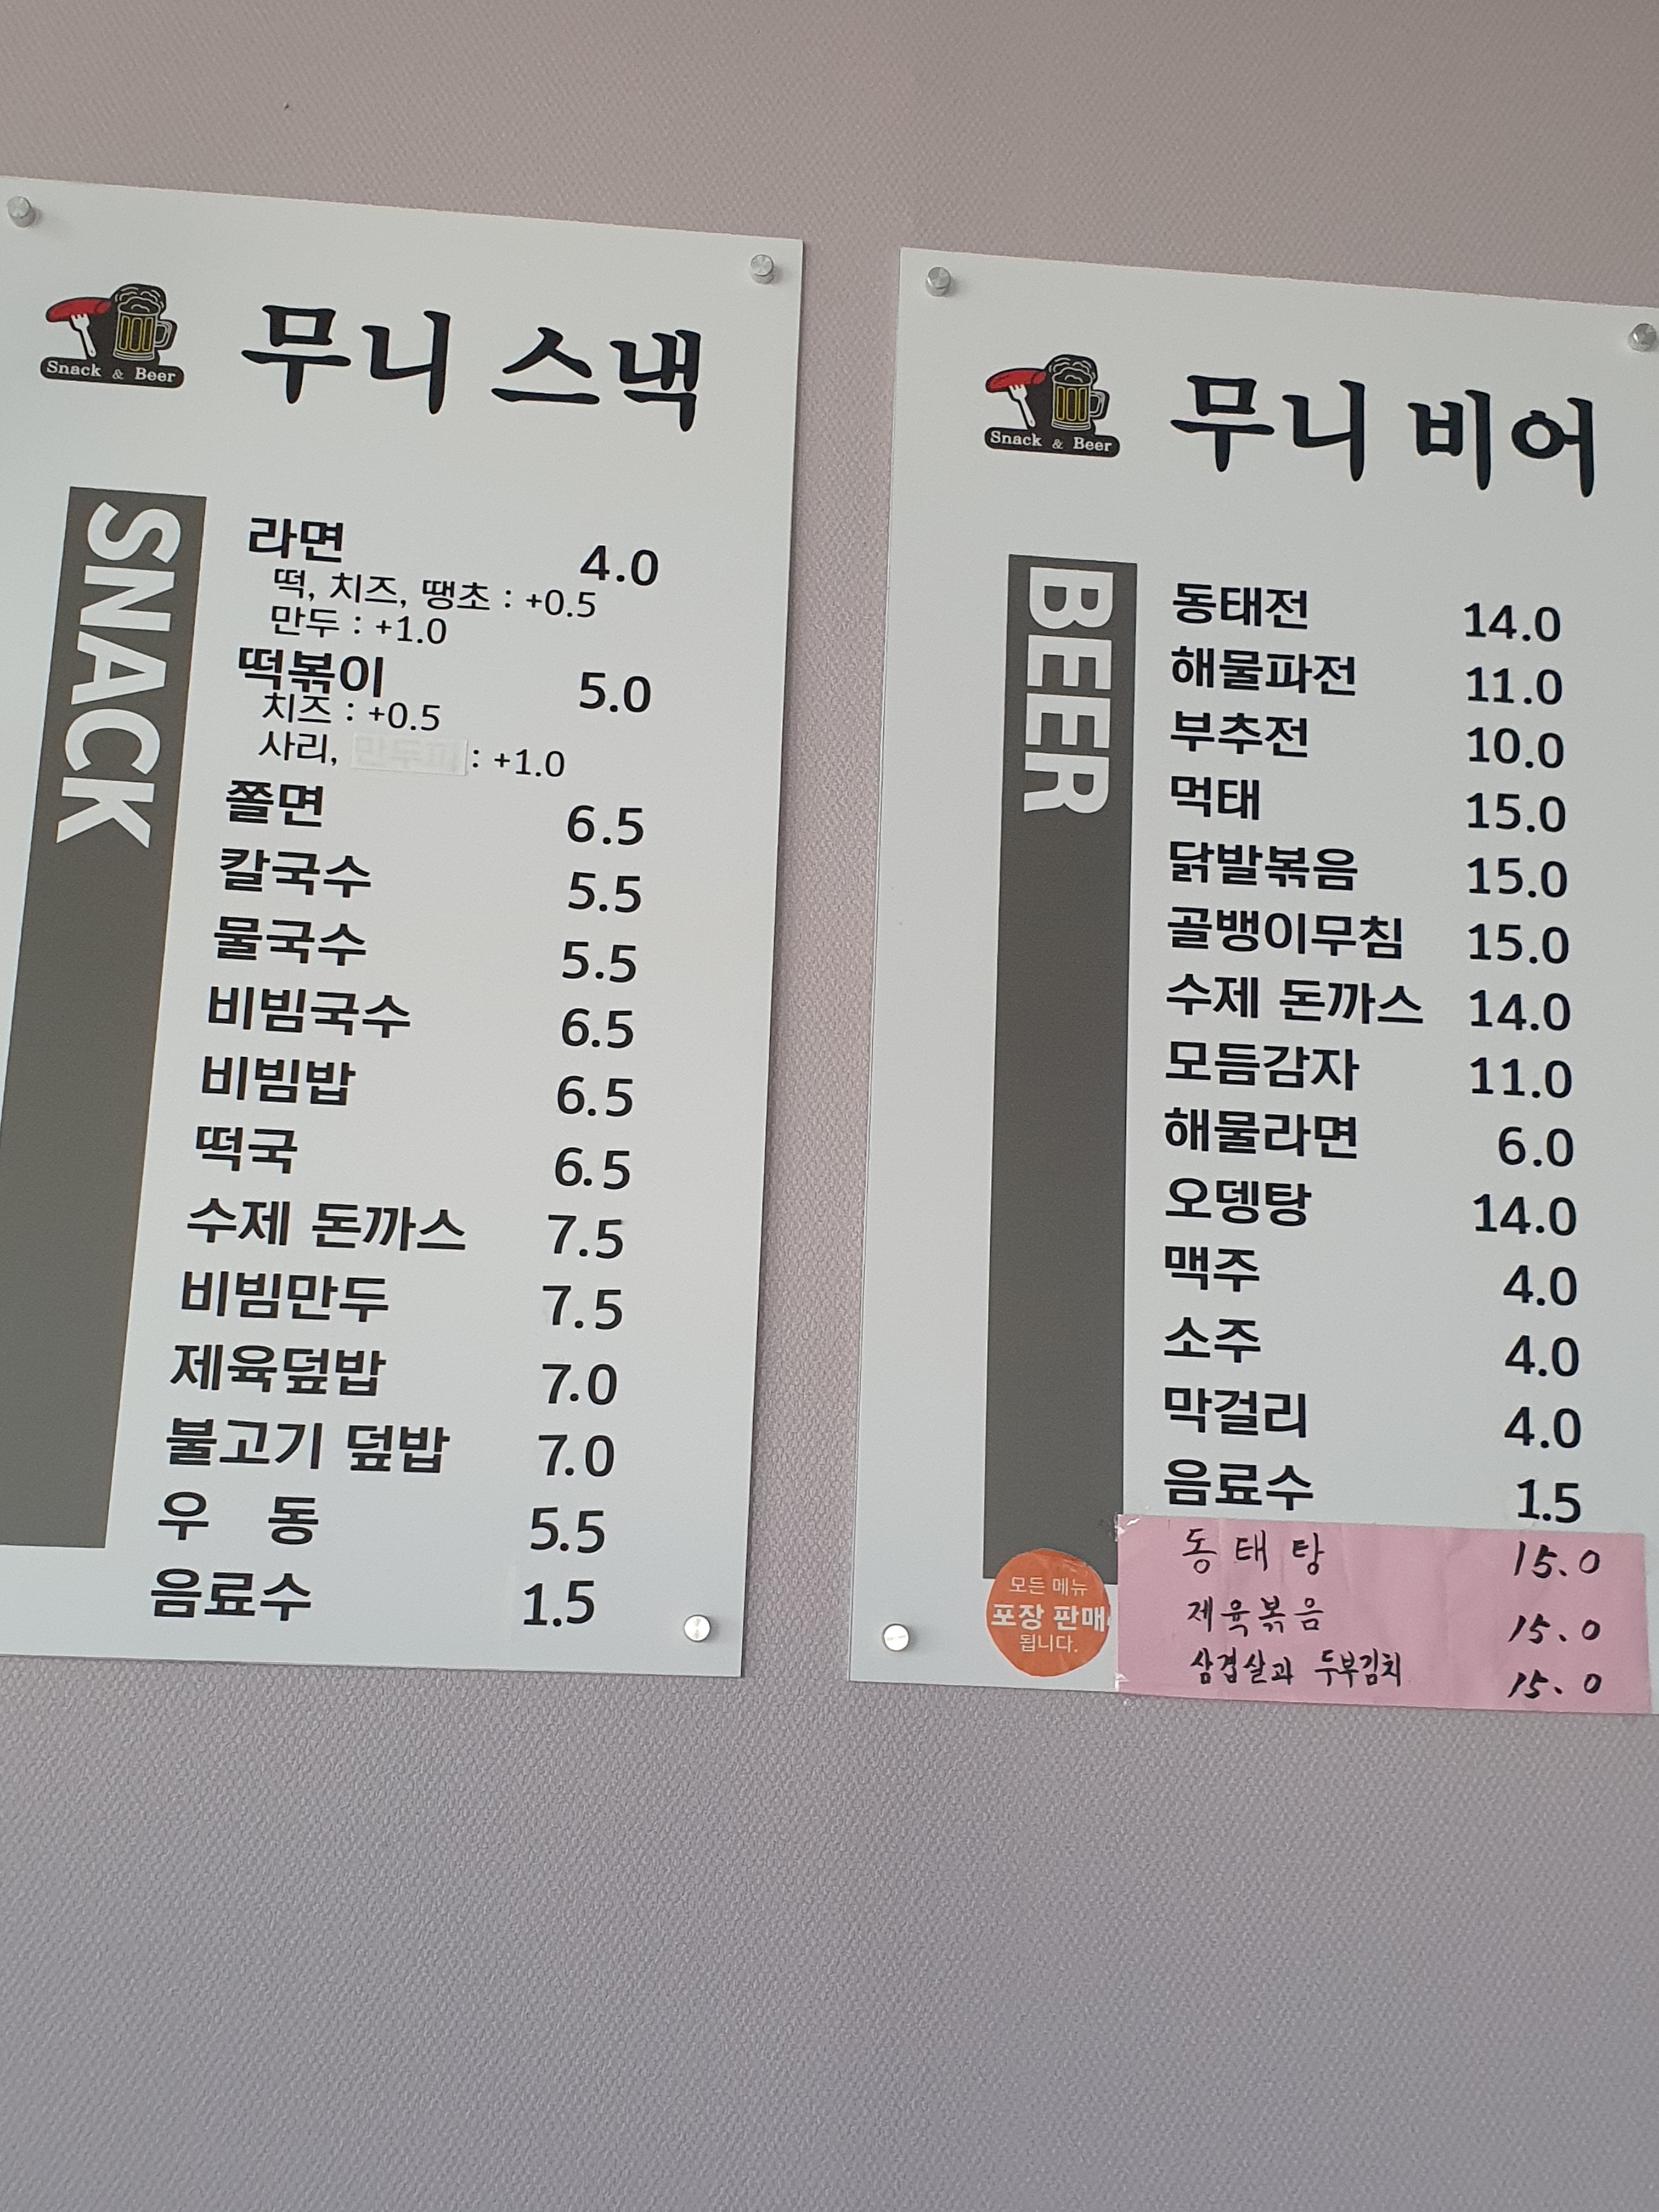 Snack & Beer
무니 스낵
SNACK
라면 4.0
떡, 치즈, 땡초 : +0.5
만두 : +1.0
떡볶이 5.0
치즈 : +0.5
사리, : +1.0
쫄면 6.5
칼국수 5.5
물국수 5.5
비빔국수 6.5
비빔밥 6.5
떡국 6.5
수제 돈까스 7.5
비빔만두 7.5
제육덮밥 7.0
불고기 덮밥 7.0
우 동 5.5
음료수 1.5
Snack & Beer
무니 비어
BEER
동태전 14.0
해물파전 11.0
부추전 10.0
먹태 15.0
닭발볶음 15.0
골뱅이무침 15.0
수제 돈까스 14.0
모듬감자 11.0
해물라면 6.0
오뎅탕 14.0
맥주 4.0
소주 4.0
막걸리 4.0
음료수 1.5
동태탕 15.0
제육볶음 15.0
삼겹살과 두부김치 15.0
모든 메뉴
포장 판매
됩니다.